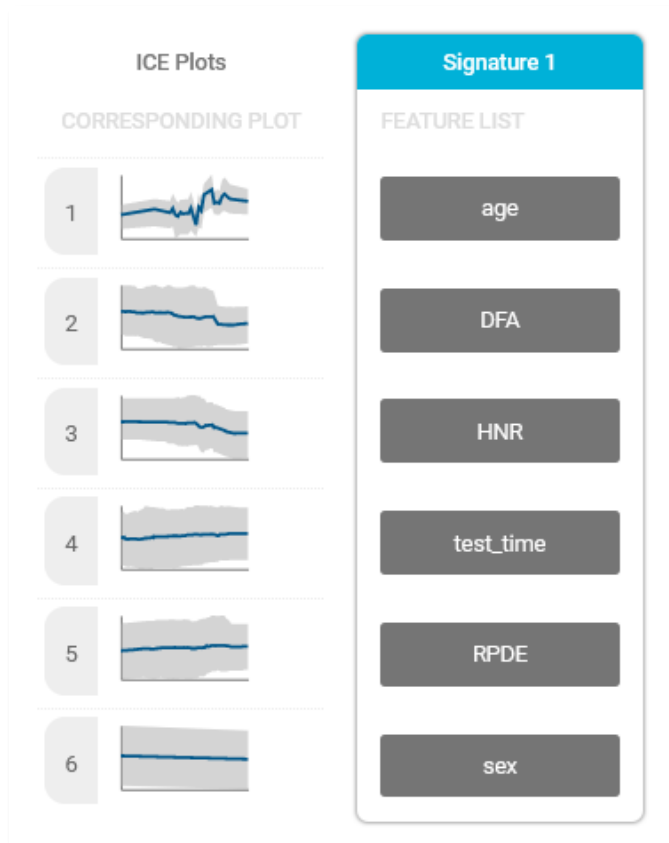 ICE Plots Signature 1
CORRESPONDING PLOT FEATURE LIST
1 age
2 DFA
3 HNR
4 test_time
5 RPDE
6 sex